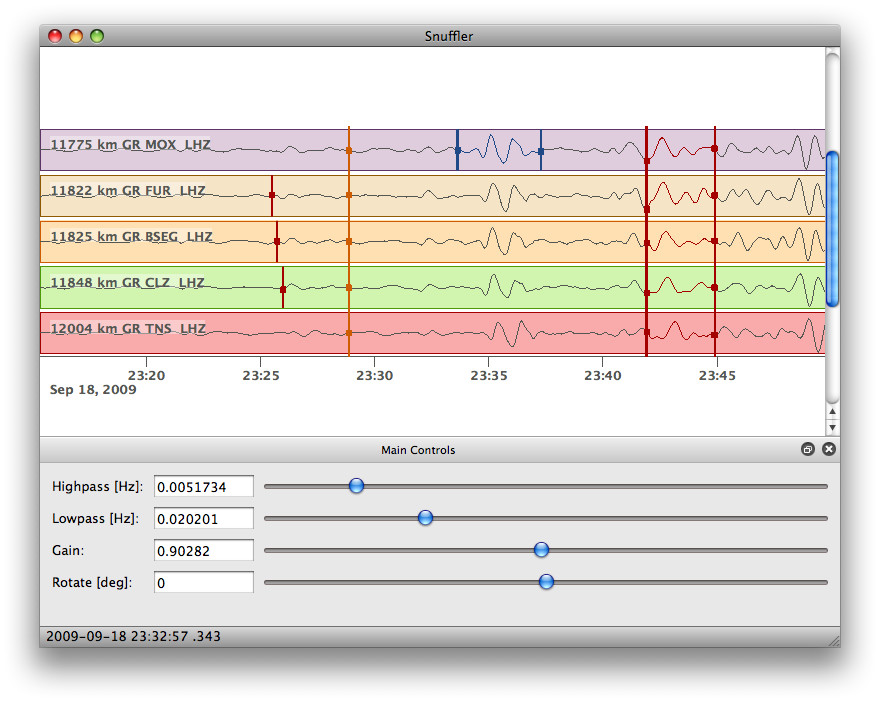 Snuffler
11775 km GR MOX LHZ
11822 km GR FUR LHZ
11825 km GR BSEG LHZ
11848 km GR CLZ LHZ
12004 km GR TNS LHZ
23:20 23:25 23:30 23:35 23:40 23:45
Sep 18, 2009
Main Controls
Highpass [Hz]: 0.0051734
Lowpass [Hz]: 0.020201
Gain: 0.90282
Rotate [deg]: 0
2009-09-18 23:32:57 .343